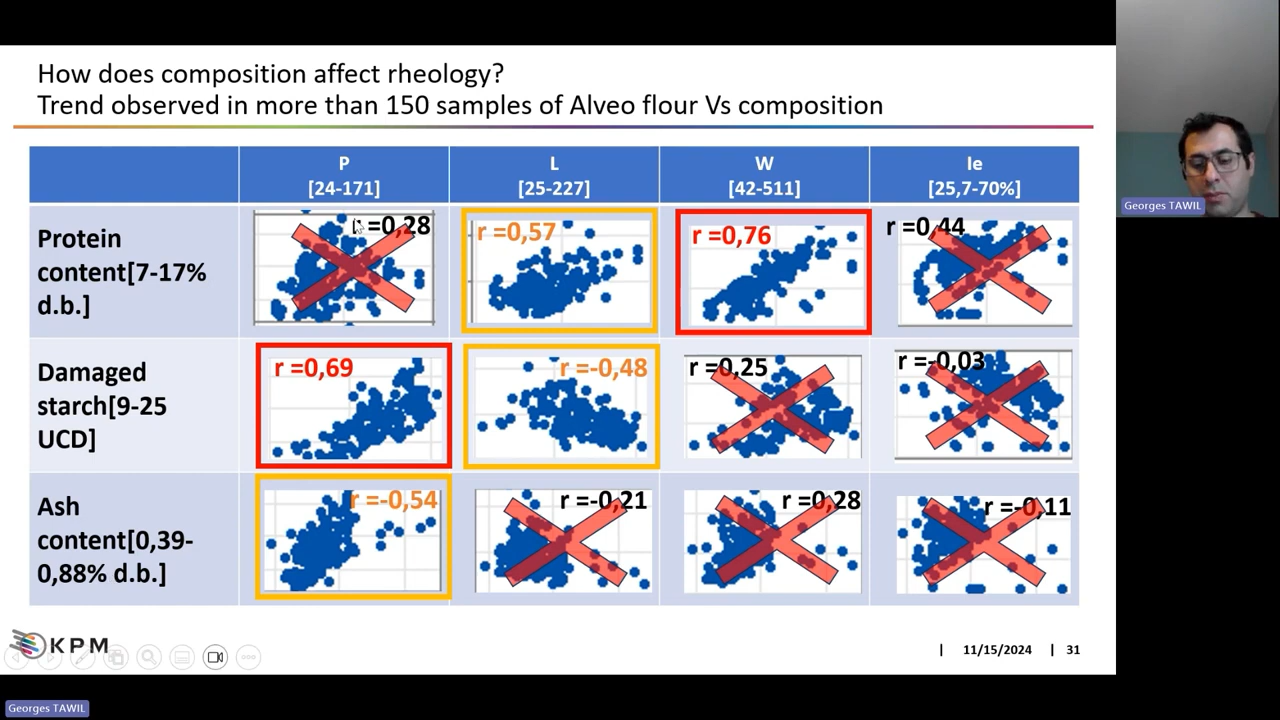 How does composition affect rheology?
Trend observed in more than 150 samples of Alveo flour Vs composition
P
[24-171]
L
[25-227]
W
[42-511]
Ie
[25,7-70%]
Protein
content[7-17%
d.b.]
=0,28
r =0,57
r =0,76
r =0,44
Damaged
starch[9-25
UCD]
r =0,69
r =-0,48
r =0,25
r =-0,03
Ash
content[0,39-
0,88% d.b.]
r =-0,54
r =-0,21
r =0,28
r =-0,11
KPM
| 11/15/2024 | 31
Georges TAWIL
Georges TAWIL